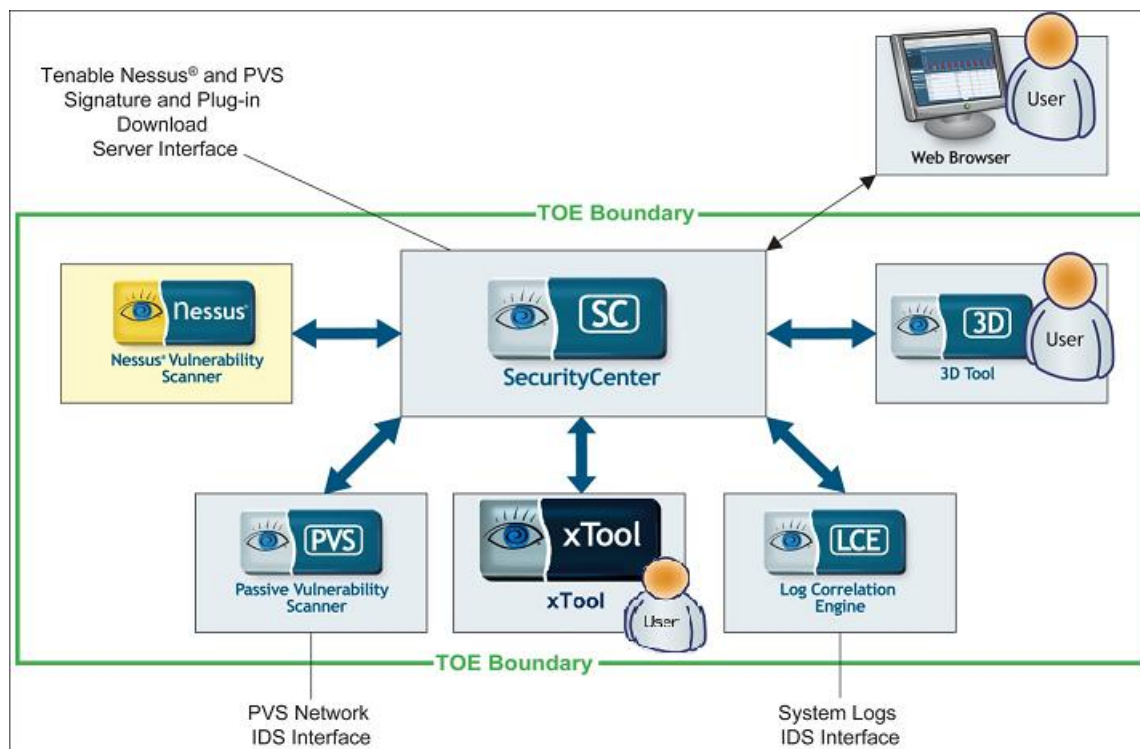 Tenable Nessus® and PVS
Signature and Plug-in
Download
Server Interface
User
Web Browser
TOE Boundary
nessus®
Nessus® Vulnerability
Scanner
SC
SecurityCenter
3D
User
3D Tool
PVS
Passive Vulnerability
Scanner
xTool
xTool
User
LCE
Log Correlation
Engine
TOE Boundary
PVS Network
IDS Interface
System Logs
IDS Interface